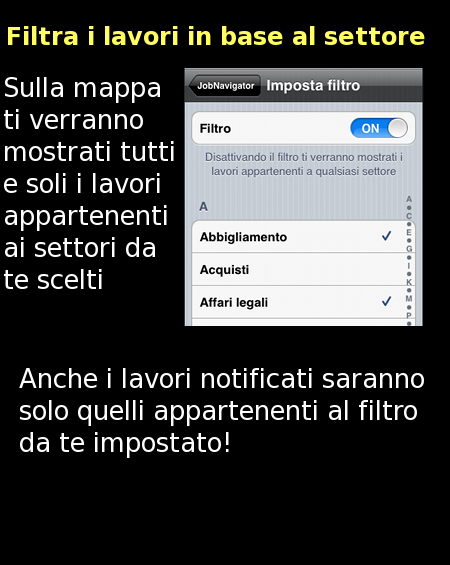 Filtra i lavori in base al settore
Sulla mappa
ti verranno
mostrati tutti
e soli i lavori
appartenenti
ai settori da
te scelti
JobNavigator
Imposta filtro
Filtro
ON
Disattivando il filtro ti verranno mostrati i
lavori appartenenti a qualsiasi settore
A
Abbigliamento
Acquisti
Affari legali
A
C
E
G
I
K
M
P
Anche i lavori notificati saranno
solo quelli appartenenti al filtro
da te impostato!